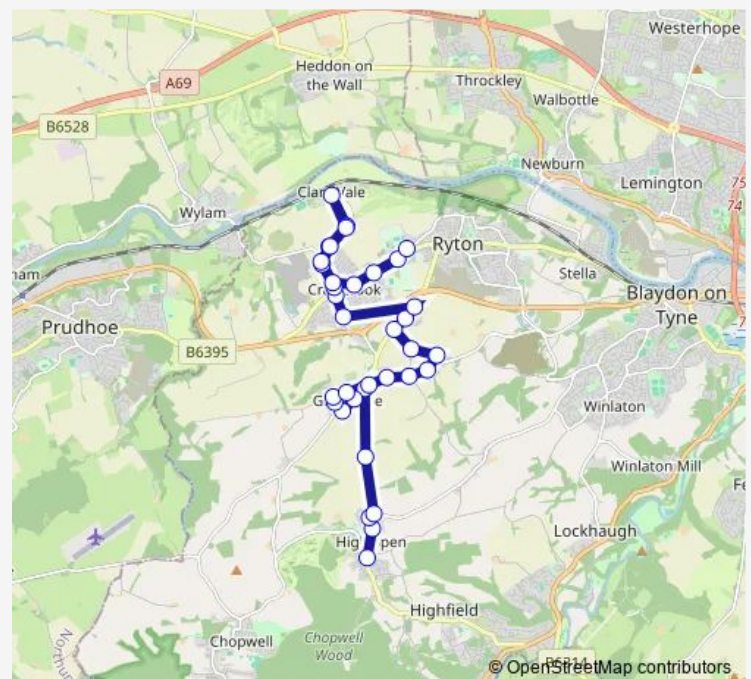 Westerhope
Heddon on
the Wall
Throckley
A69
Walbottle
B6528
Newburn
Lemington
Wylam
Ryton
Stella
Blaydon on
Tyne
Prudhoe
B6395
Winlaton
Winlaton Mill
Lockhaugh
Highfield
Chopwell
Chopwell
Wood
© OpenStreetMap contributors